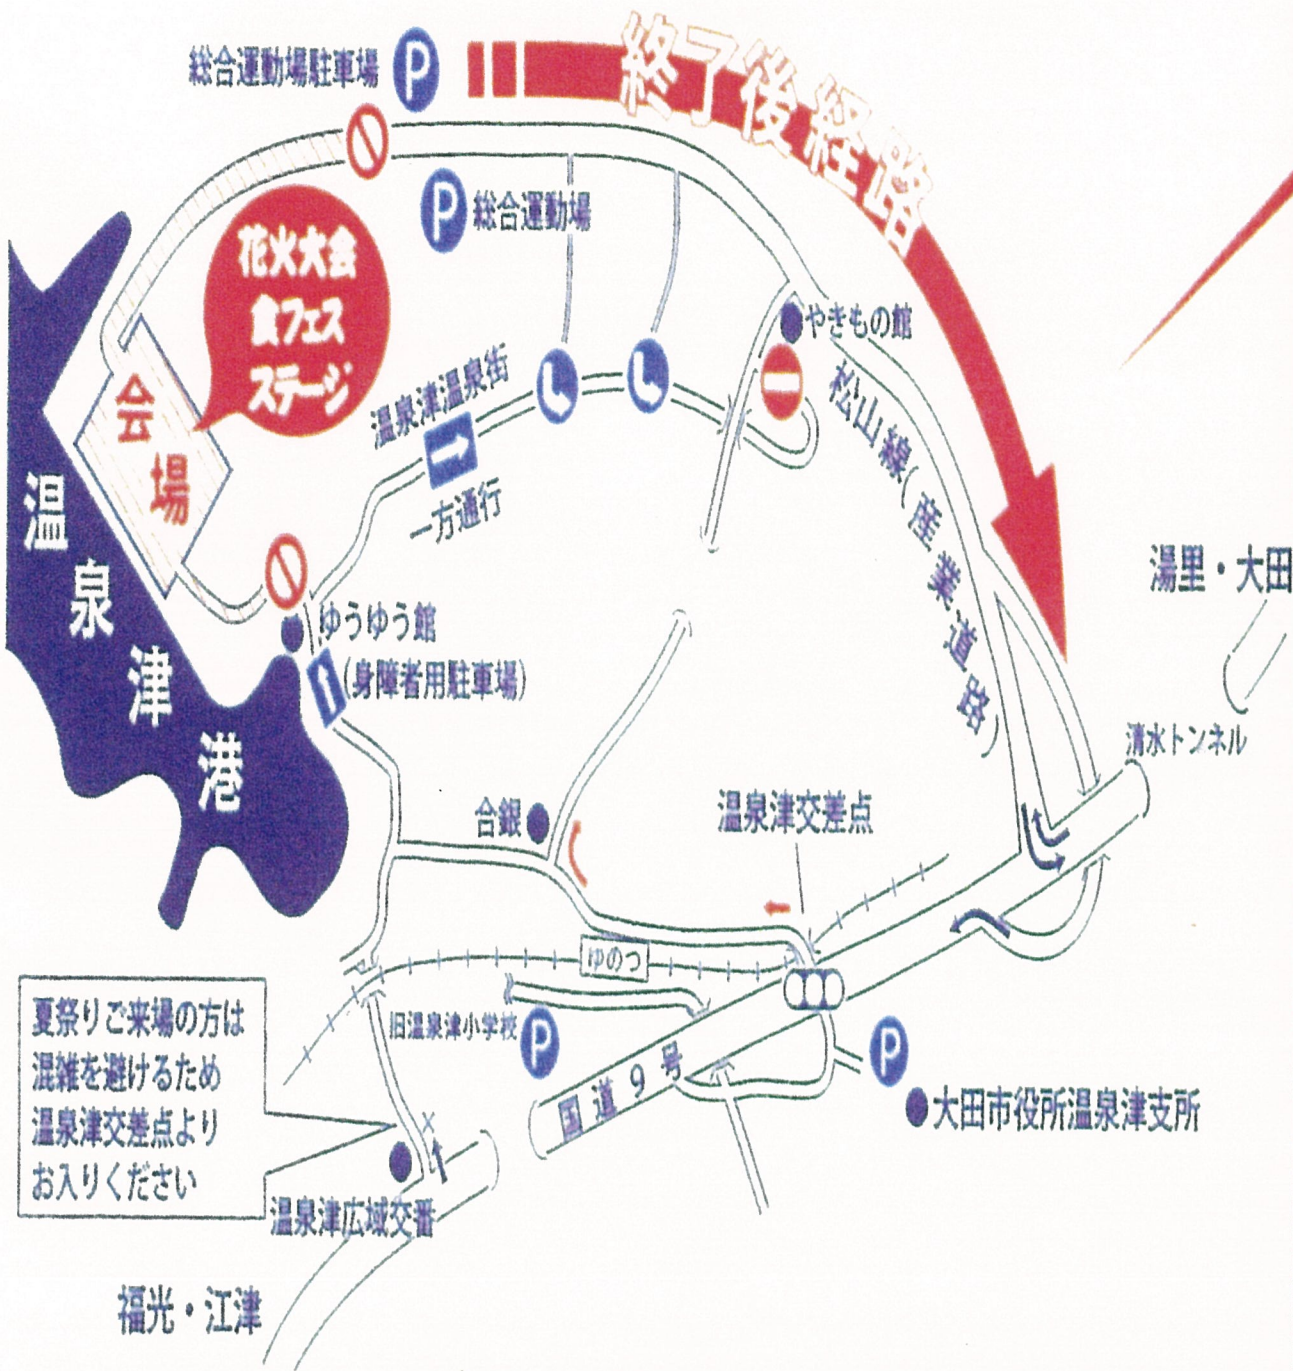 総合運動場駐車場
P
終了後経路
P
総合運動場
花火大会
食フェス
ステージ
やきもの館
会場
温泉津温泉街
一方通行
松山線(産業道路)
温泉津港
湯里・大田
ゆうゆう館
(身障者用駐車場)
清水トンネル
合銀
温泉津交差点
ゆのつ
旧温泉津小学校
P
国道9号
P
大田市役所温泉津支所
夏祭りご来場の方は
混雑を避けるため
温泉津交差点より
お入りください
温泉津広域交番
福光・江津